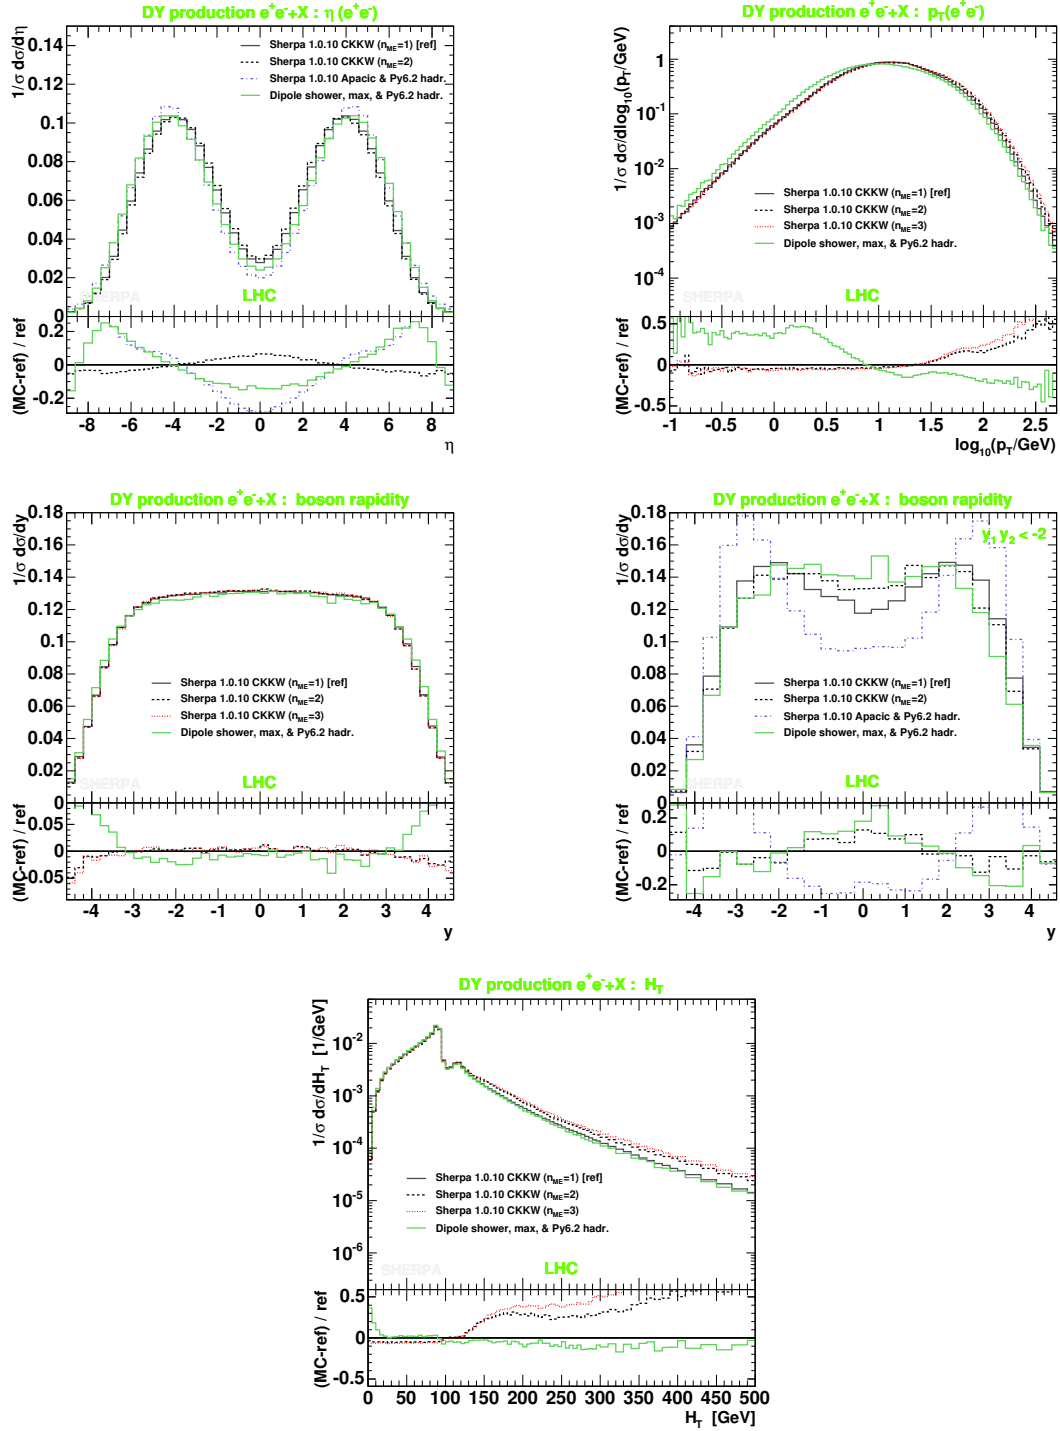 DY production e⁺e⁻+X : η (e⁺e⁻)
1/σ dσ/dη
0.14
0.12
0.1
0.08
0.06
0.04
0.02
0
Sherpa 1.0.10 CKKW (n_ME=1) [ref]
Sherpa 1.0.10 CKKW (n_ME=2)
Sherpa 1.0.10 Apacic & Py6.2 hadr.
Dipole shower, max, & Py6.2 hadr.
SHERPA
LHC
(MC-ref) / ref
0.2
0
-0.2
-8 -6 -4 -2 0 2 4 6 8
η
DY production e⁺e⁻+X : p_T(e⁺e⁻)
1/σ dσ/dlog₁₀(p_T/GeV)
1
10⁻¹
10⁻²
10⁻³
10⁻⁴
Sherpa 1.0.10 CKKW (n_ME=1) [ref]
Sherpa 1.0.10 CKKW (n_ME=2)
Sherpa 1.0.10 CKKW (n_ME=3)
Dipole shower, max, & Py6.2 hadr.
SHERPA
LHC
(MC-ref) / ref
0.5
0
-0.5
-1 -0.5 0 0.5 1 1.5 2 2.5
log₁₀(p_T/GeV)
DY production e⁺e⁻+X : boson rapidity
1/σ dσ/dy
0.18
0.16
0.14
0.12
0.1
0.08
0.06
0.04
0.02
Sherpa 1.0.10 CKKW (n_ME=1) [ref]
Sherpa 1.0.10 CKKW (n_ME=2)
Sherpa 1.0.10 CKKW (n_ME=3)
Dipole shower, max, & Py6.2 hadr.
SHERPA
LHC
(MC-ref) / ref
0.05
0
-0.05
-4 -3 -2 -1 0 1 2 3 4
y
DY production e⁺e⁻+X : boson rapidity
1/σ dσ/dy
0.18
0.16
0.14
0.12
0.1
0.08
0.06
0.04
0.02
y₁ y₂ < -2
Sherpa 1.0.10 CKKW (n_ME=1) [ref]
Sherpa 1.0.10 CKKW (n_ME=2)
Sherpa 1.0.10 Apacic & Py6.2 hadr.
Dipole shower, max, & Py6.2 hadr.
SHERPA
LHC
(MC-ref) / ref
0.2
0
-0.2
-4 -3 -2 -1 0 1 2 3 4
y
DY production e⁺e⁻+X : H_T
1/σ dσ/dH_T [1/GeV]
10⁻²
10⁻³
10⁻⁴
10⁻⁵
10⁻⁶
Sherpa 1.0.10 CKKW (n_ME=1) [ref]
Sherpa 1.0.10 CKKW (n_ME=2)
Sherpa 1.0.10 CKKW (n_ME=3)
Dipole shower, max, & Py6.2 hadr.
SHERPA
LHC
(MC-ref) / ref
0.5
0
-0.5
0 50 100 150 200 250 300 350 400 450 500
H_T [GeV]